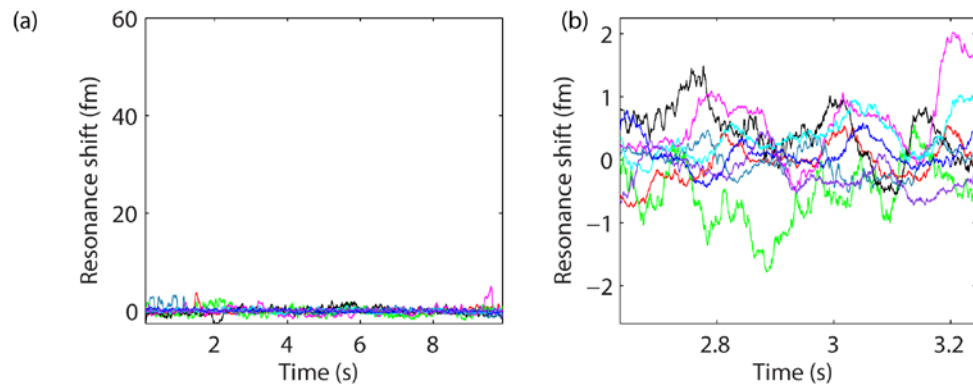 (a)
Resonance shift (fm)
60
40
20
0
2
4
6
8
Time (s)
(b)
Resonance shift (fm)
2
1
0
−1
−2
2.8
3
3.2
Time (s)